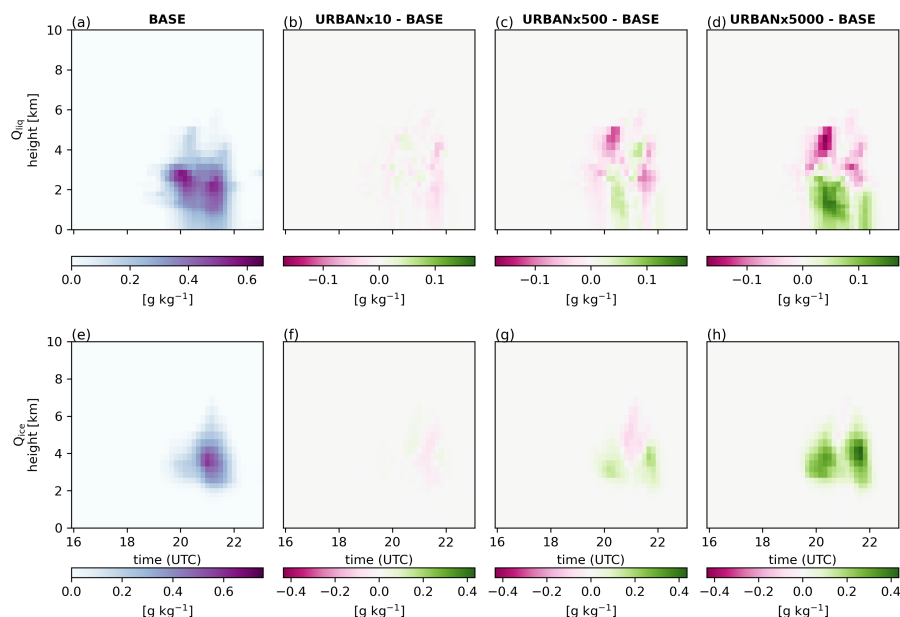 BASE URBANx10 - BASE URBANx500 - BASE URBANx5000 - BASE
(a) (b) (c) (d)
10
8
6
4
2
0
Qliq
height [km]
0.0 0.2 0.4 0.6 −0.1 0.0 0.1 −0.1 0.0 0.1 −0.1 0.0 0.1
[g kg⁻¹] [g kg⁻¹] [g kg⁻¹] [g kg⁻¹]
(e) (f) (g) (h)
10
8
6
4
2
0
Qice
height [km]
16 18 20 22 16 18 20 22 16 18 20 22 16 18 20 22
time (UTC) time (UTC) time (UTC) time (UTC)
0.0 0.2 0.4 0.6 −0.4 −0.2 0.0 0.2 0.4 −0.4 −0.2 0.0 0.2 0.4 −0.4 −0.2 0.0 0.2 0.4
[g kg⁻¹] [g kg⁻¹] [g kg⁻¹] [g kg⁻¹]